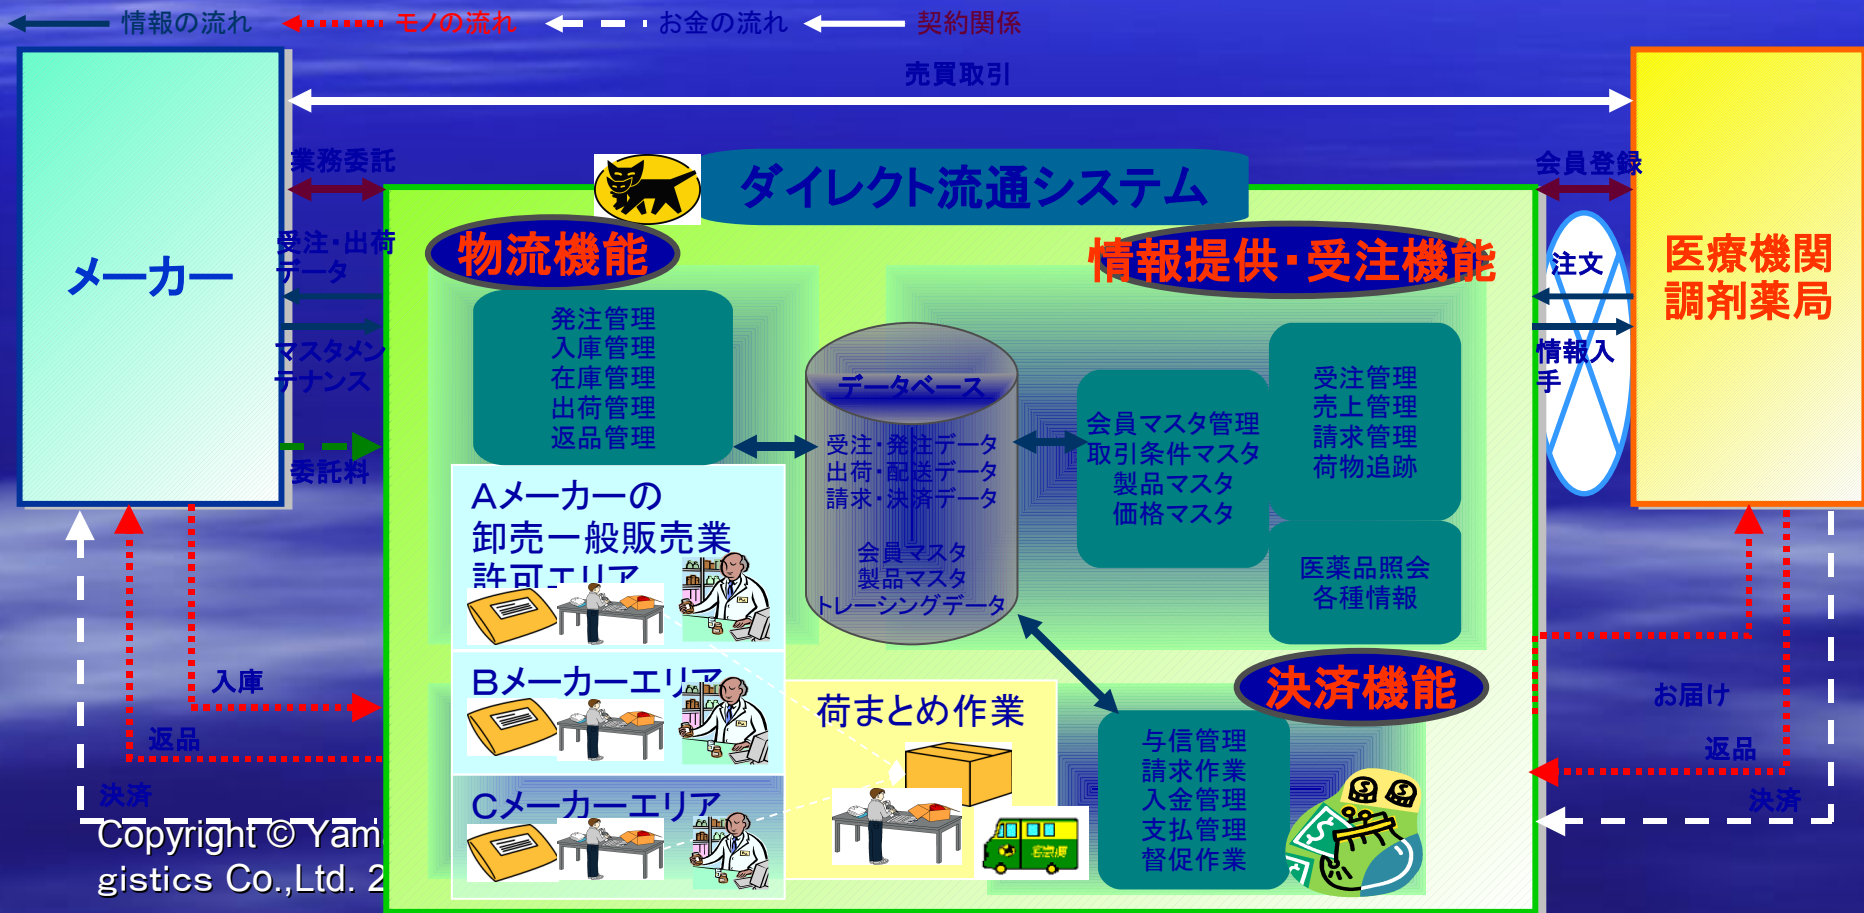 情報の流れ
モノの流れ
お金の流れ
契約関係
売買取引
メーカー
業務委託
受注・出荷
データ
マスタメン
テナンス
委託料
入庫
返品
決済
ダイレクト流通システム
物流機能
発注管理
入庫管理
在庫管理
出荷管理
返品管理
Aメーカーの
卸売一般販売業
許可エリア
Bメーカーエリア
Cメーカーエリア
荷まとめ作業
データベース
受注・発注データ
出荷・配送データ
請求・決済データ
会員マスタ
製品マスタ
トレーシングデータ
情報提供・受注機能
会員マスタ管理
取引条件マスタ
製品マスタ
価格マスタ
受注管理
売上管理
請求管理
荷物追跡
医薬品照会
各種情報
決済機能
与信管理
請求作業
入金管理
支払管理
督促作業
会員登録
注文
情報入
手
医療機関
調剤薬局
お届け
返品
決済
Copyright © Yam
gistics Co.,Ltd. 2